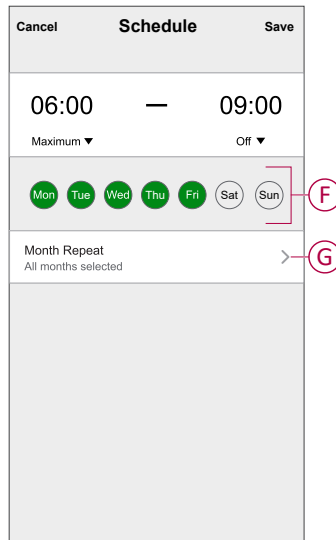 Cancel Schedule Save
06:00 — 09:00
Maximum ▼ Off ▼
Mon Tue Wed Thu Fri Sat Sun F
Month Repeat
All months selected
> G